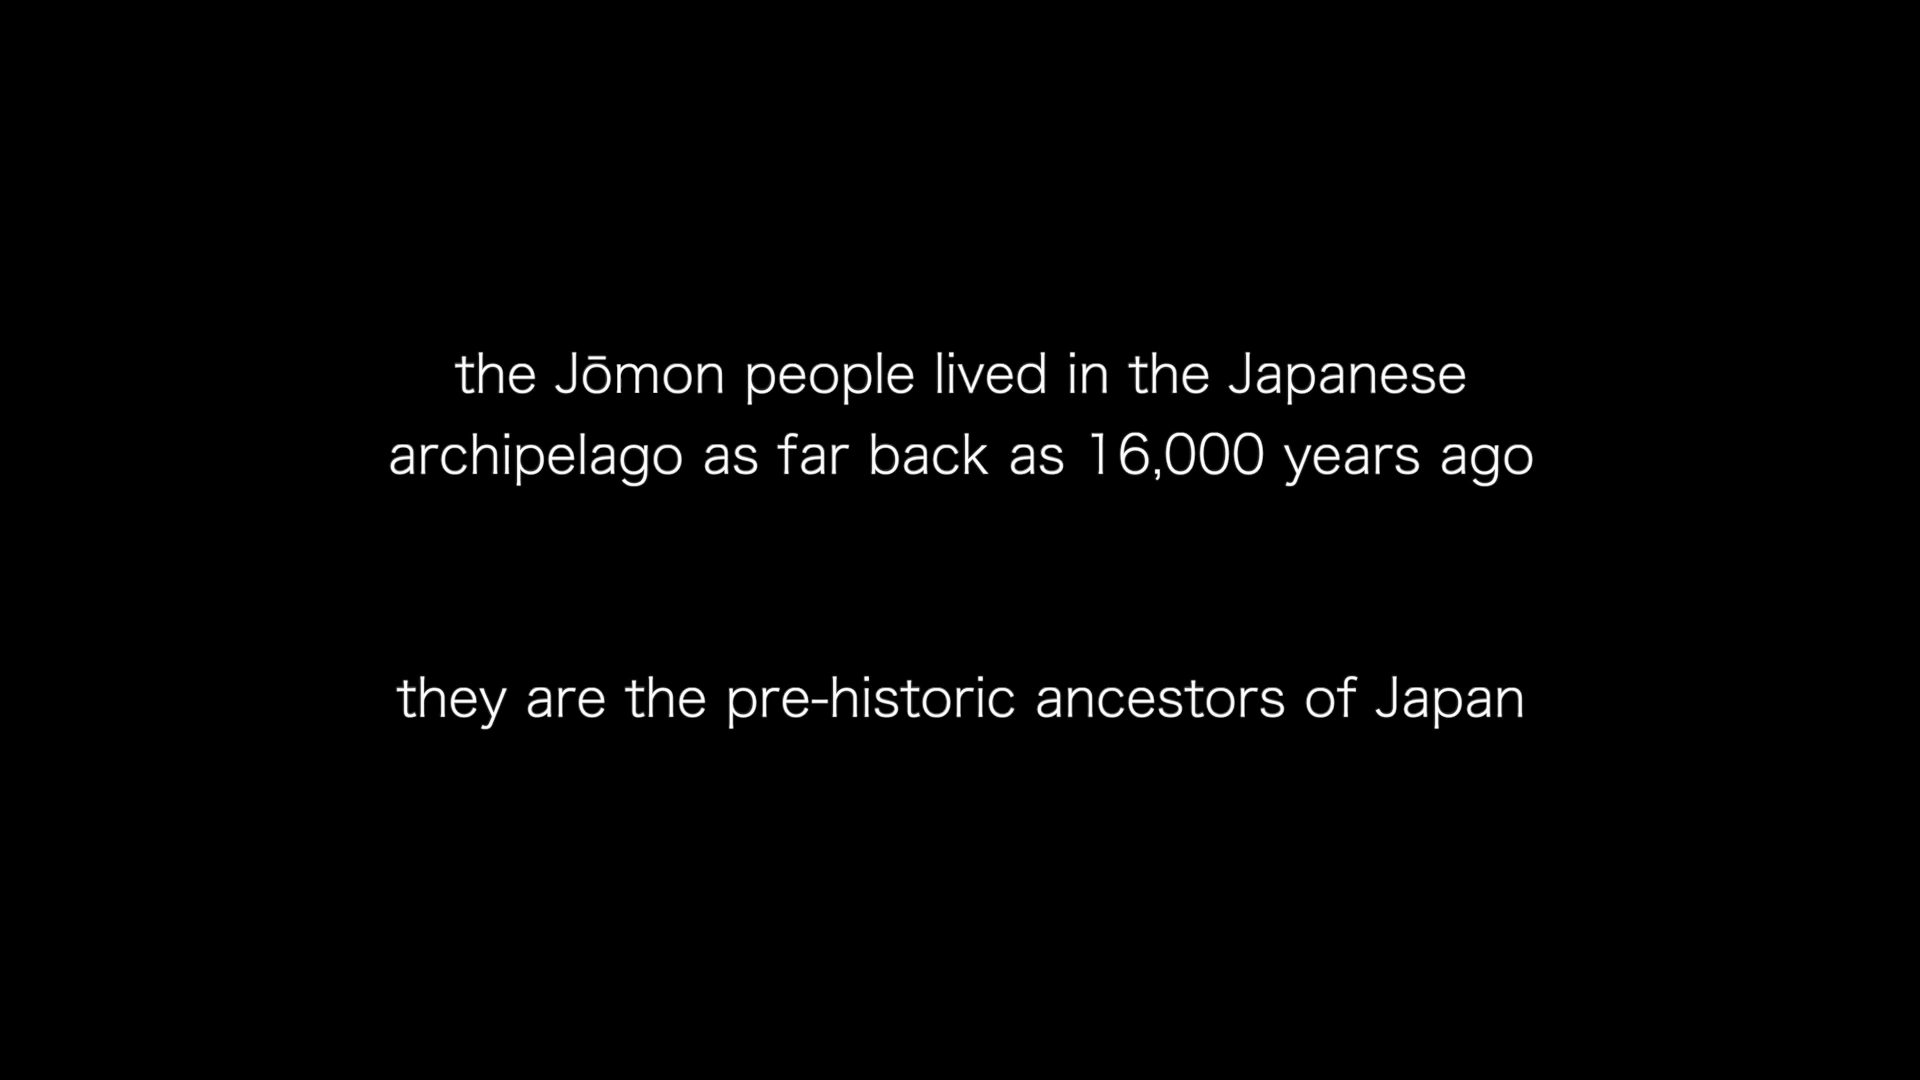 the Jōmon people lived in the Japanese
archipelago as far back as 16,000 years ago
they are the pre-historic ancestors of Japan